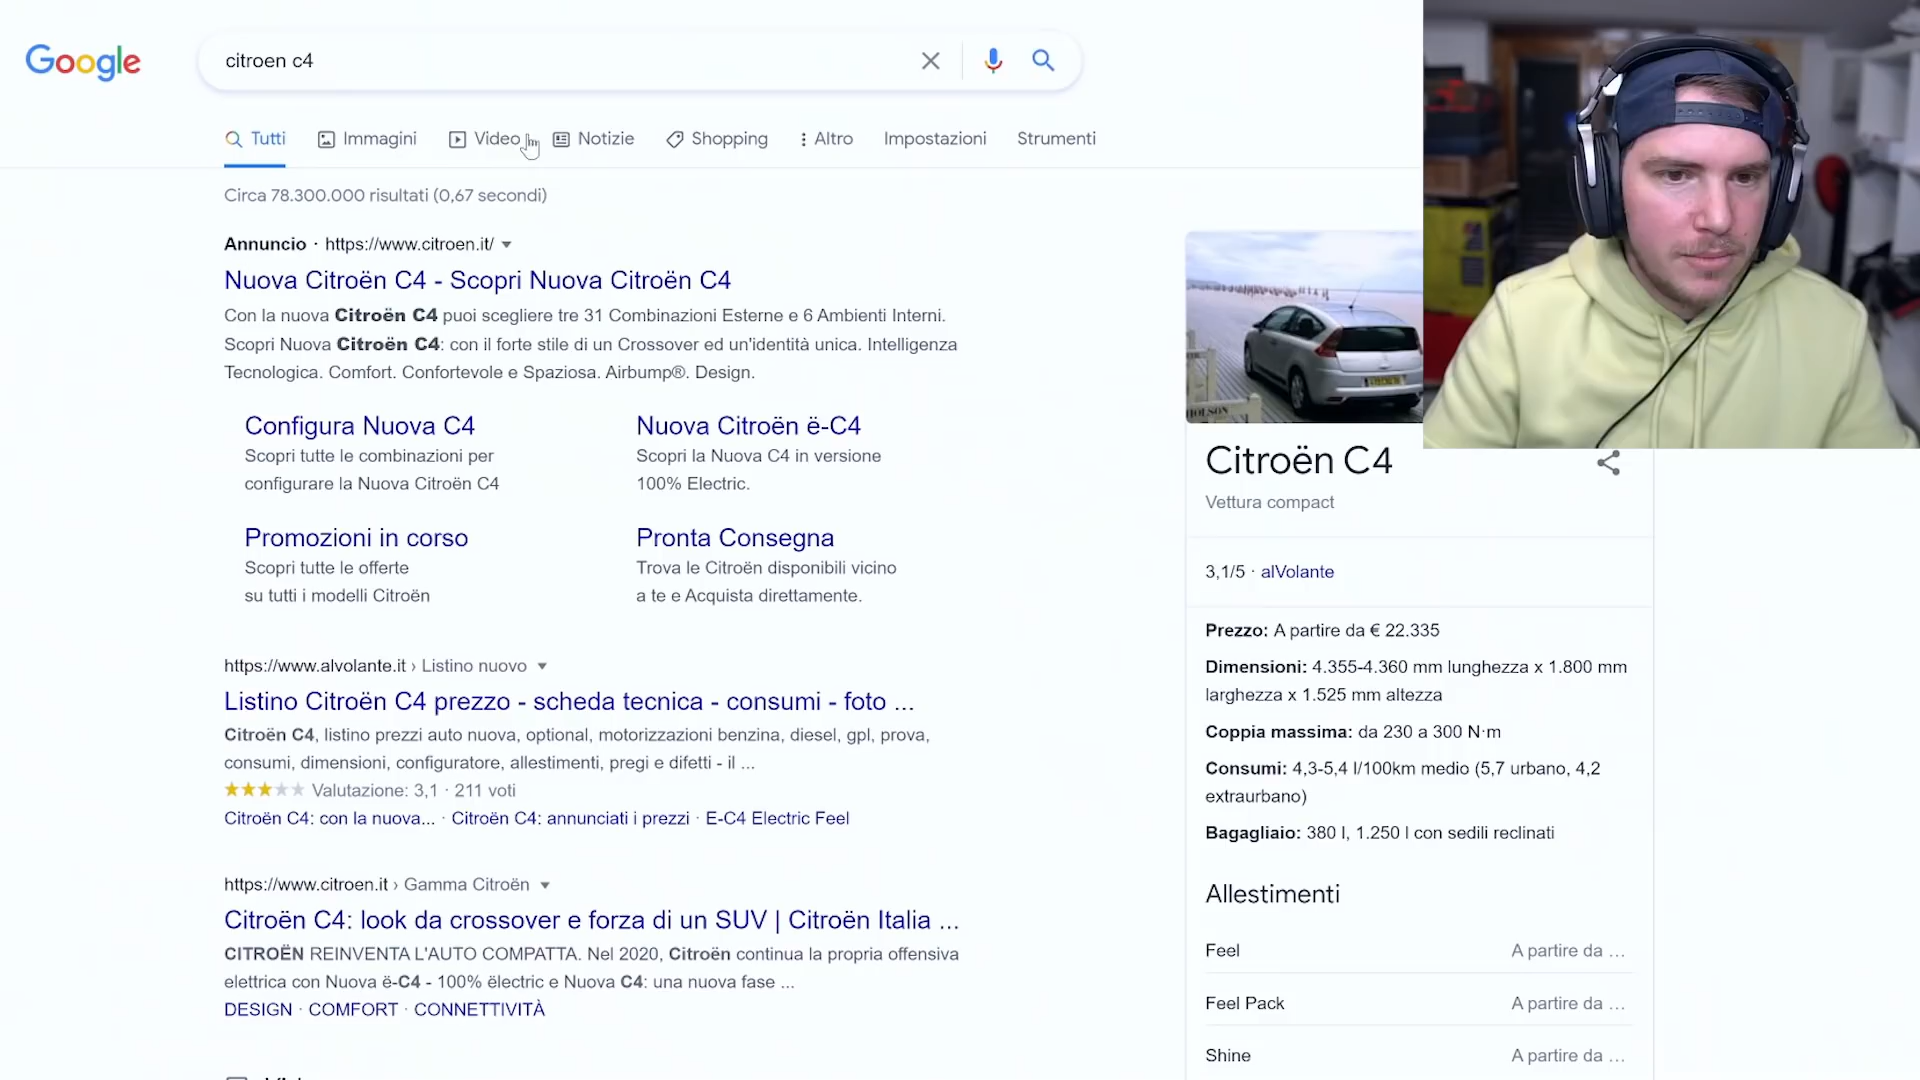 Google
citroen c4
Tutti
Immagini
Video
Notizie
Shopping
Altro
Impostazioni
Strumenti
Circa 78.300.000 risultati (0,67 secondi)
Annuncio · https://www.citroen.it/
Nuova Citroën C4 - Scopri Nuova Citroën C4
Con la nuova Citroën C4 puoi scegliere tre 31 Combinazioni Esterne e 6 Ambienti Interni.
Scopri Nuova Citroën C4: con il forte stile di un Crossover ed un'identità unica. Intelligenza
Tecnologica. Comfort. Confortevole e Spaziosa. Airbump®. Design.
Configura Nuova C4
Scopri tutte le combinazioni per
configurare la Nuova Citroën C4
Nuova Citroën ë-C4
Scopri la Nuova C4 in versione
100% Electric.
Promozioni in corso
Scopri tutte le offerte
su tutti i modelli Citroën
Pronta Consegna
Trova le Citroën disponibili vicino
a te e Acquista direttamente.
https://www.alvolante.it › Listino nuovo
Listino Citroën C4 prezzo - scheda tecnica - consumi - foto ...
Citroën C4, listino prezzi auto nuova, optional, motorizzazioni benzina, diesel, gpl, prova,
consumi, dimensioni, configuratore, allestimenti, pregi e difetti - il ...
Valutazione: 3,1 · 211 voti
Citroën C4: con la nuova... · Citroën C4: annunciati i prezzi · E-C4 Electric Feel
https://www.citroen.it › Gamma Citroën
Citroën C4: look da crossover e forza di un SUV | Citroën Italia ...
CITROËN REINVENTA L'AUTO COMPATTA. Nel 2020, Citroën continua la propria offensiva
elettrica con Nuova ë-C4 - 100% ëlectric e Nuova C4: una nuova fase ...
DESIGN · COMFORT · CONNETTIVITÀ
Citroën C4
Vettura compact
3,1/5 · alVolante
Prezzo: A partire da € 22.335
Dimensioni: 4.355-4.360 mm lunghezza x 1.800 mm
larghezza x 1.525 mm altezza
Coppia massima: da 230 a 300 N·m
Consumi: 4,3-5,4 l/100km medio (5,7 urbano, 4,2
extraurbano)
Bagagliaio: 380 l, 1.250 l con sedili reclinati
Allestimenti
Feel A partire da ...
Feel Pack A partire da ...
Shine A partire da ...